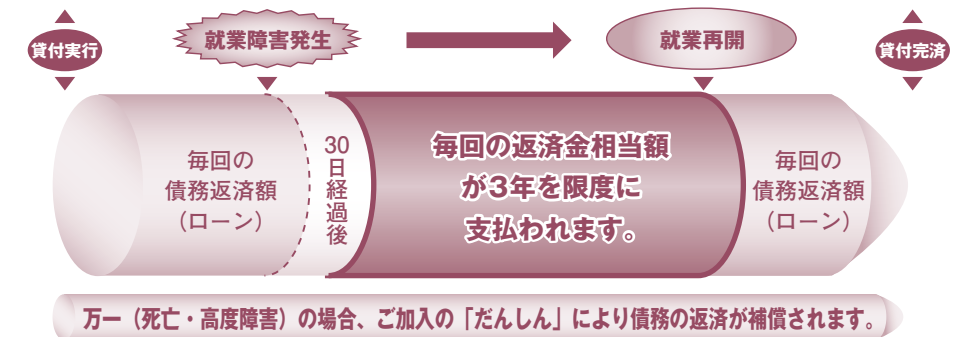 貸付実行
就業障害発生
就業再開
貸付完済
毎回の
債務返済額
（ローン）
30日経過後
毎回の返済金相当額
が3年を限度に
支払われます。
毎回の
債務返済額
（ローン）
万一（死亡・高度障害）の場合、ご加入の「だんしん」により債務の返済が補償されます。